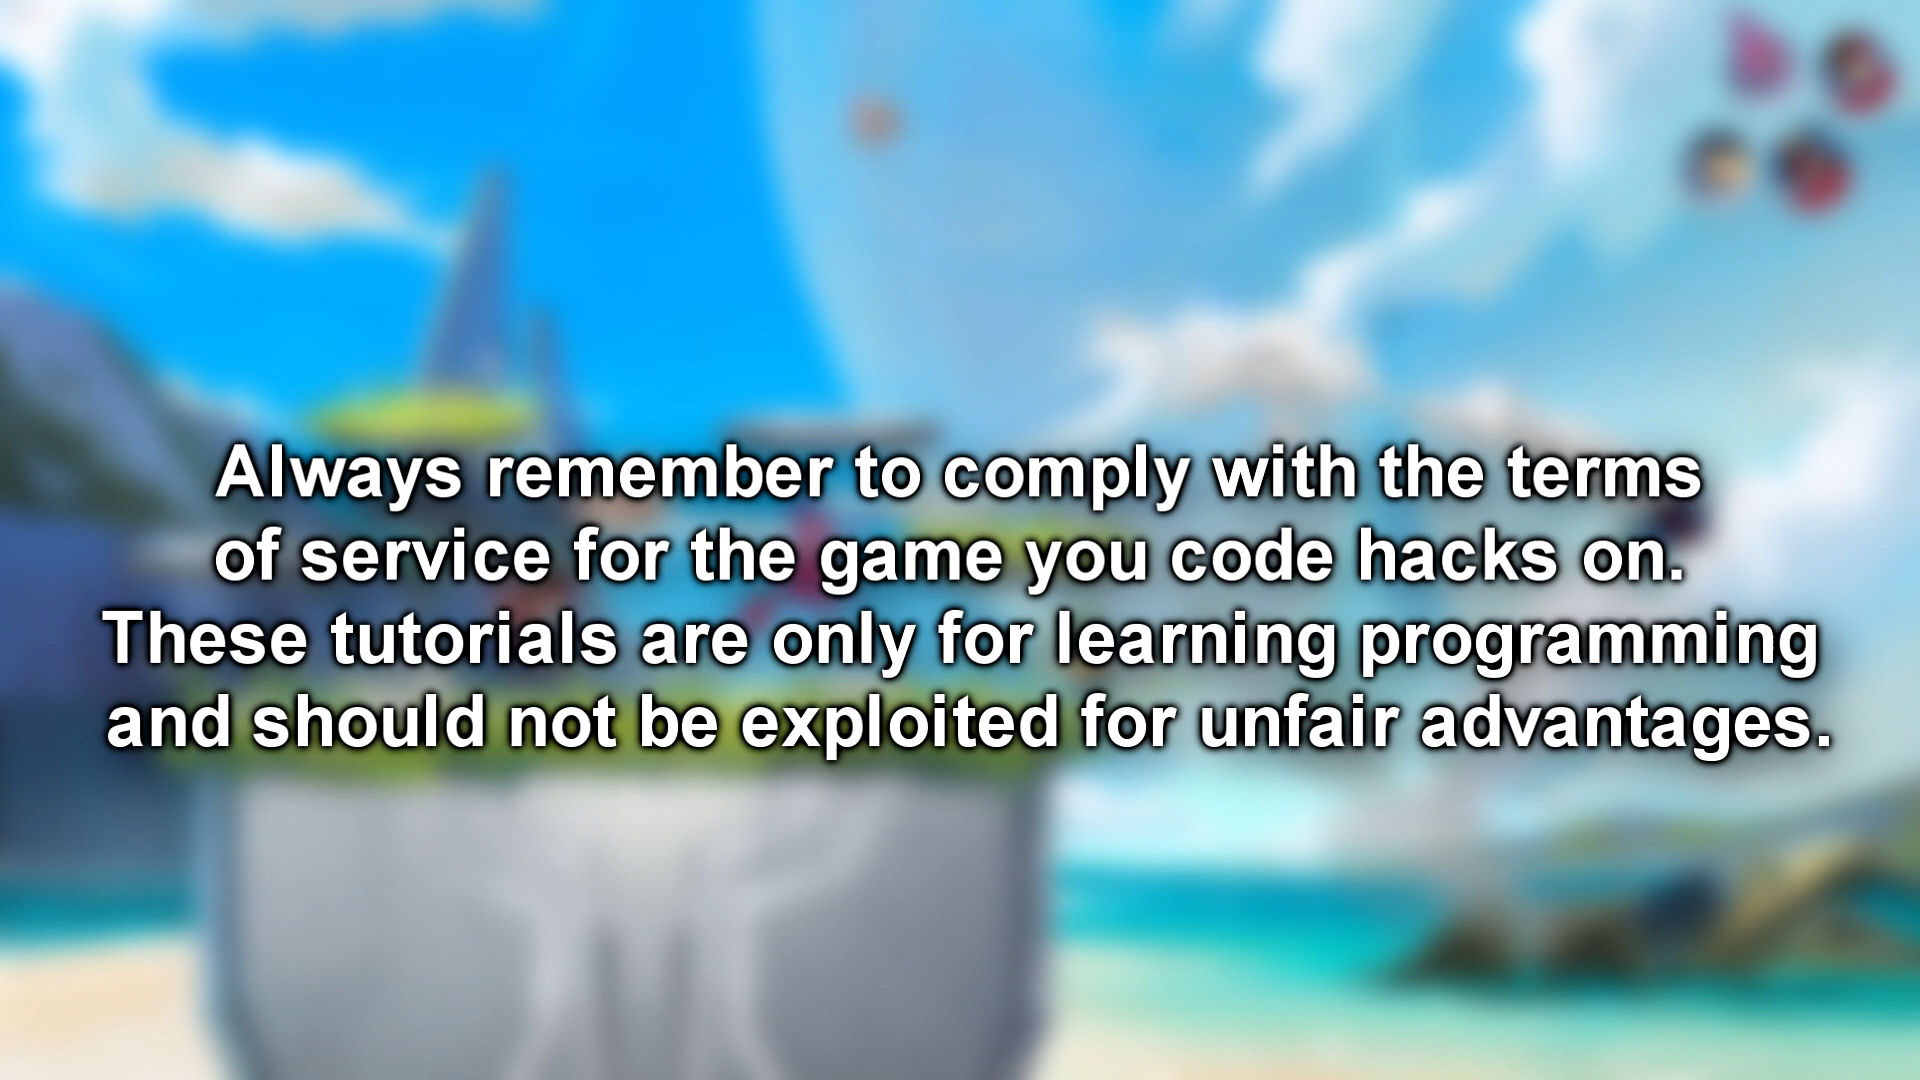 Always remember to comply with the terms
of service for the game you code hacks on.
These tutorials are only for learning programming
and should not be exploited for unfair advantages.